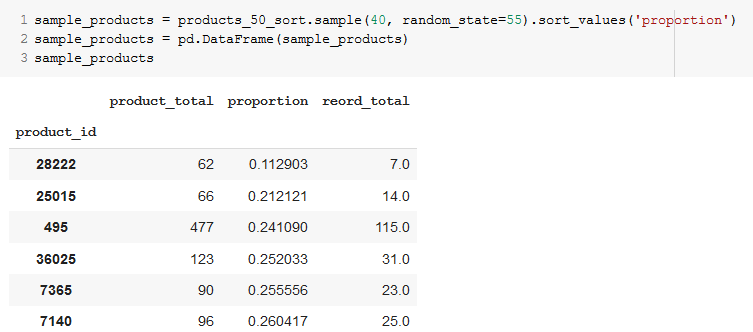 1 sample_products = products_50_sort.sample(40, random_state=55).sort_values('proportion')
2 sample_products = pd.DataFrame(sample_products)
3 sample_products
product_total proportion reord_total
product_id
28222 62 0.112903 7.0
25015 66 0.212121 14.0
495 477 0.241090 115.0
36025 123 0.252033 31.0
7365 90 0.255556 23.0
7140 96 0.260417 25.0